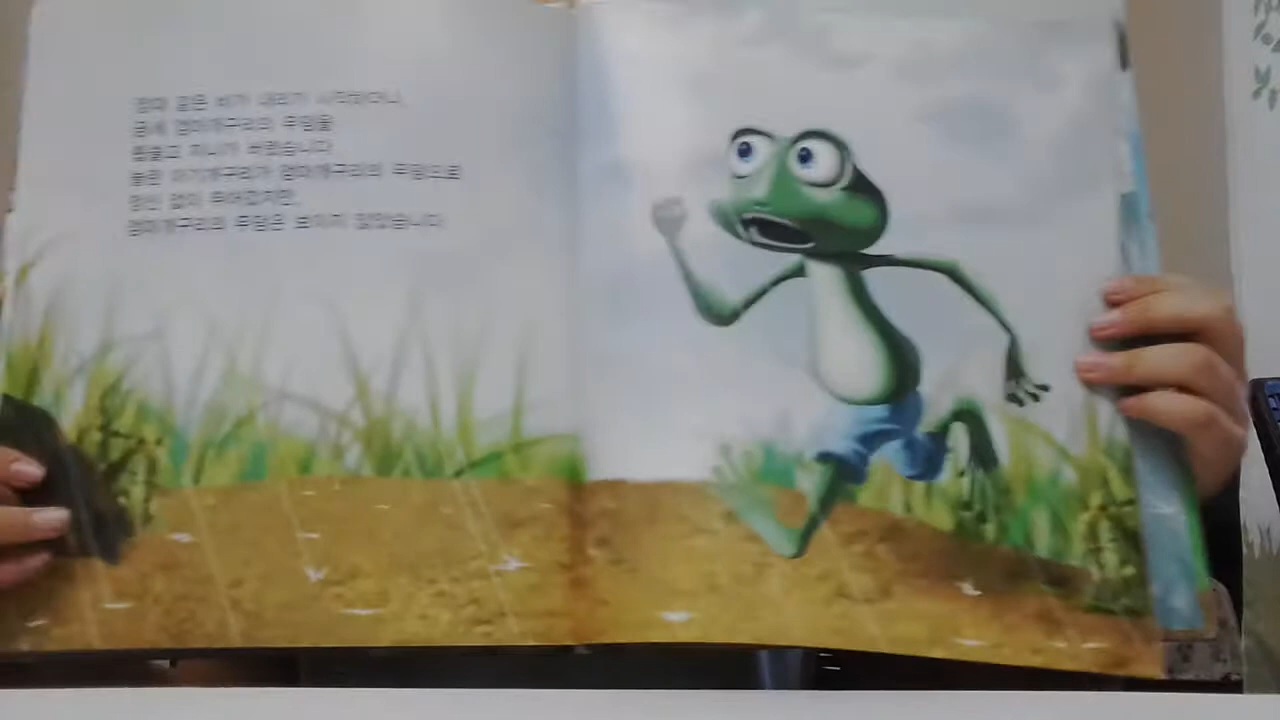 장대 같은 비가 내리기 시작하더니,
금세 엄마개구리의 무덤을
휩쓸고 지나가 버렸습니다.
놀란 아기개구리가 엄마개구리의 무덤으로
정신 없이 뛰어갔지만,
엄마개구리의 무덤은 보이지 않았습니다.